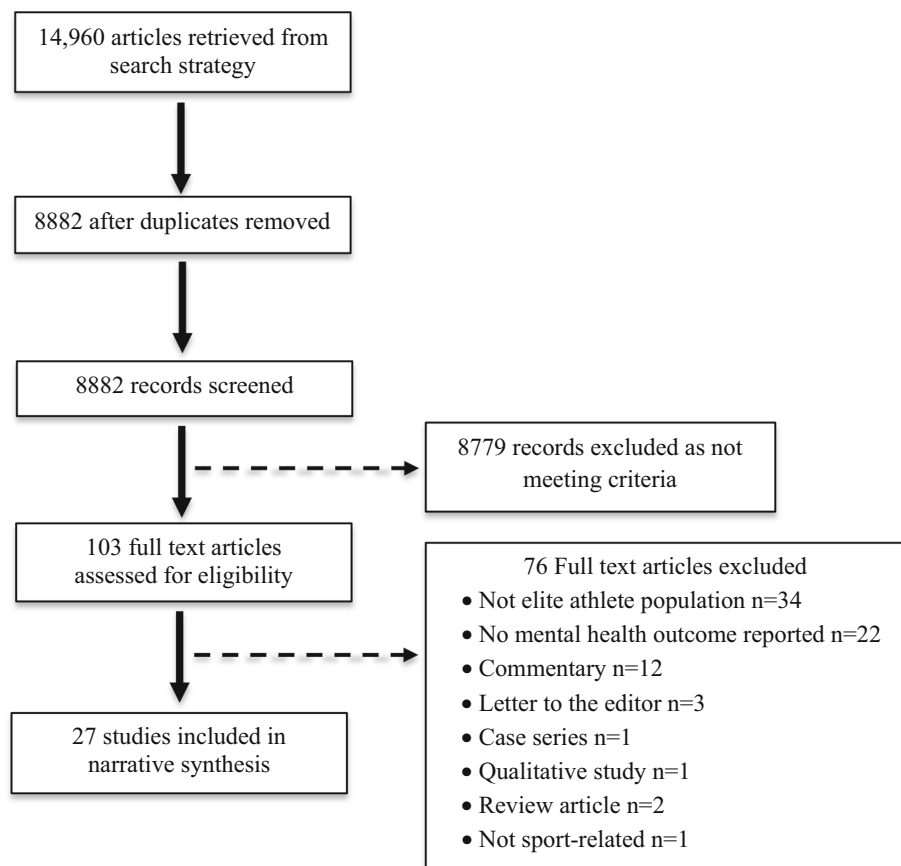 14,960 articles retrieved from
search strategy
8882 after duplicates removed
8882 records screened
8779 records excluded as not
meeting criteria
103 full text articles
assessed for eligibility
76 Full text articles excluded
• Not elite athlete population n=34
• No mental health outcome reported n=22
• Commentary n=12
• Letter to the editor n=3
• Case series n=1
• Qualitative study n=1
• Review article n=2
• Not sport-related n=1
27 studies included in
narrative synthesis